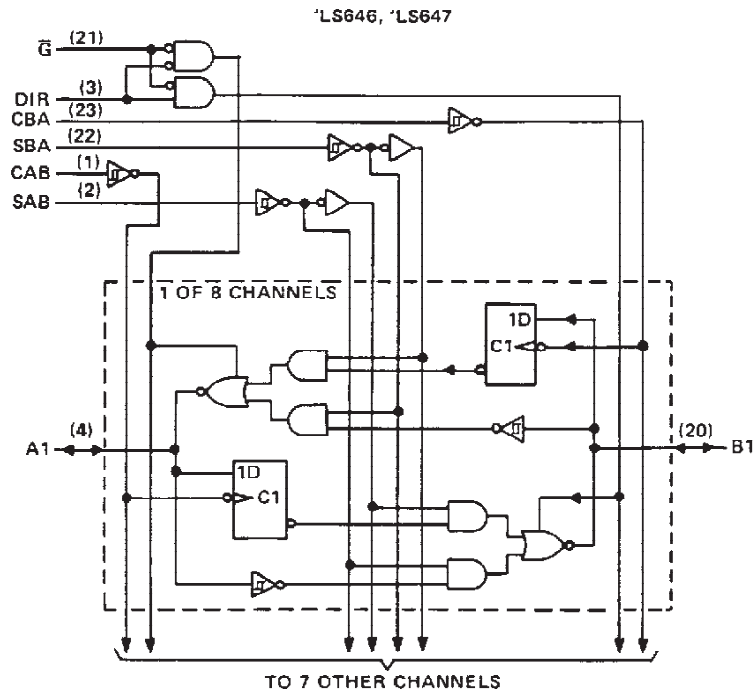 'LS646, 'LS647
G̅ (21)
DIR (3)
CBA (23)
SBA (22)
CAB (1)
SAB (2)
1 OF 8 CHANNELS
1D
C1
A1 (4)
(20) B1
1D
C1
TO 7 OTHER CHANNELS